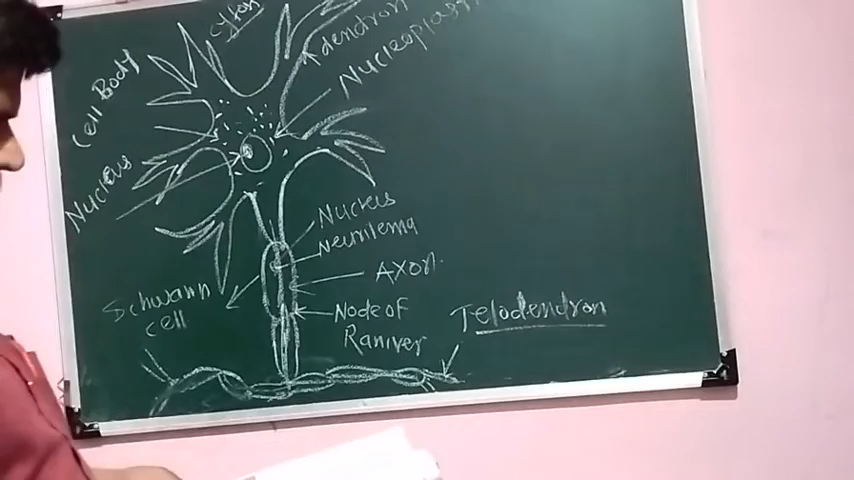 Cyton
dendron
Nucleoplasm
Cell Body
Nucleus
Nucleus
Neurilema
Axon
Schwann
cell
Node of
Ranvier
Telodendron